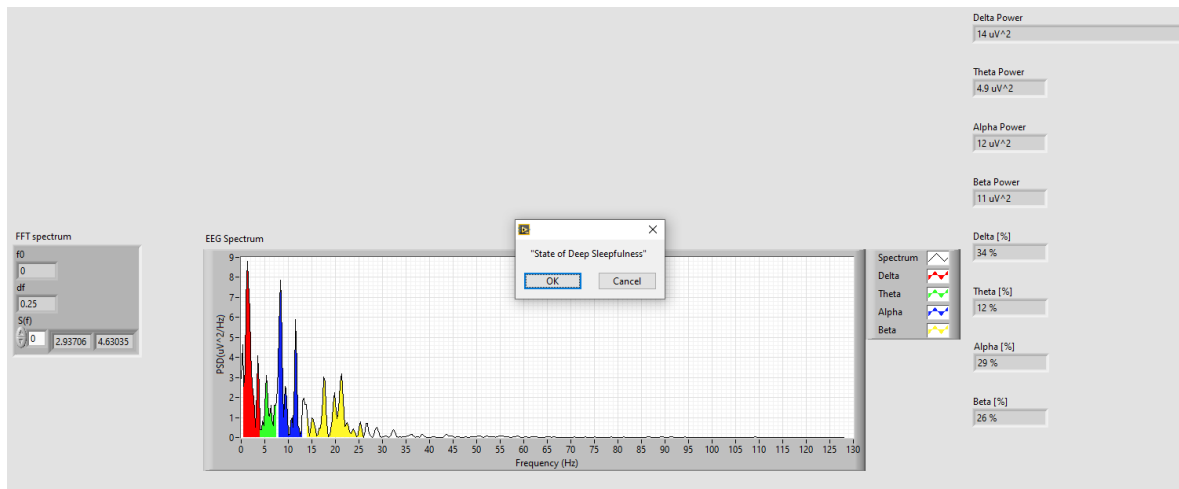 Delta Power
14 uV^2
Theta Power
4.9 uV^2
Alpha Power
12 uV^2
Beta Power
11 uV^2
Delta [%]
34 %
Theta [%]
12 %
Alpha [%]
29 %
Beta [%]
26 %
FFT spectrum
f0
0
df
0.25
S(f)
0 2.93706 4.63035
EEG Spectrum
"State of Deep Sleepfulness"
OK Cancel
Spectrum
Delta
Theta
Alpha
Beta
PSD(uV^2/Hz)
9
8
7
6
5
4
3
2
1
0
0 5 10 15 20 25 30 35 40 45 50 55 60 65 70 75 80 85 90 95 100 105 110 115 120 125 130
Frequency (Hz)